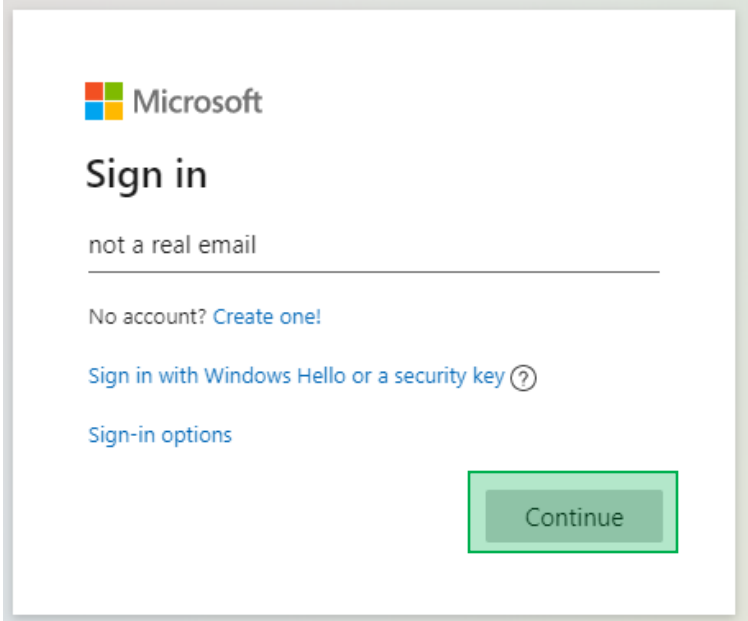 Microsoft
Sign in
not a real email
No account? Create one!
Sign in with Windows Hello or a security key ?
Sign-in options
Continue